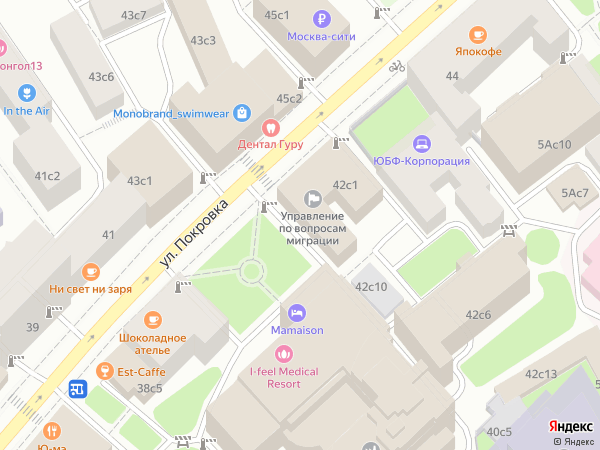 43с7
45с1
Москва-сити
43с3
Япокофе
онгол13
43с6
44
In the Air
45с2
Monobrand_swimwear
Дентал Гуру
5Ас10
ЮБФ-Корпорация
41с2
43с1
42с1
5Ас7
Управление
по вопросам
миграции
ул. Покровка
41
Ни свет ни заря
42с10
39
Mamaison
42с6
Шоколадное
ателье
I-feel Medical
Resort
Est-Caffe
38с5
42с13
40с5
Ю-ма
Яндекс
© Яндекс